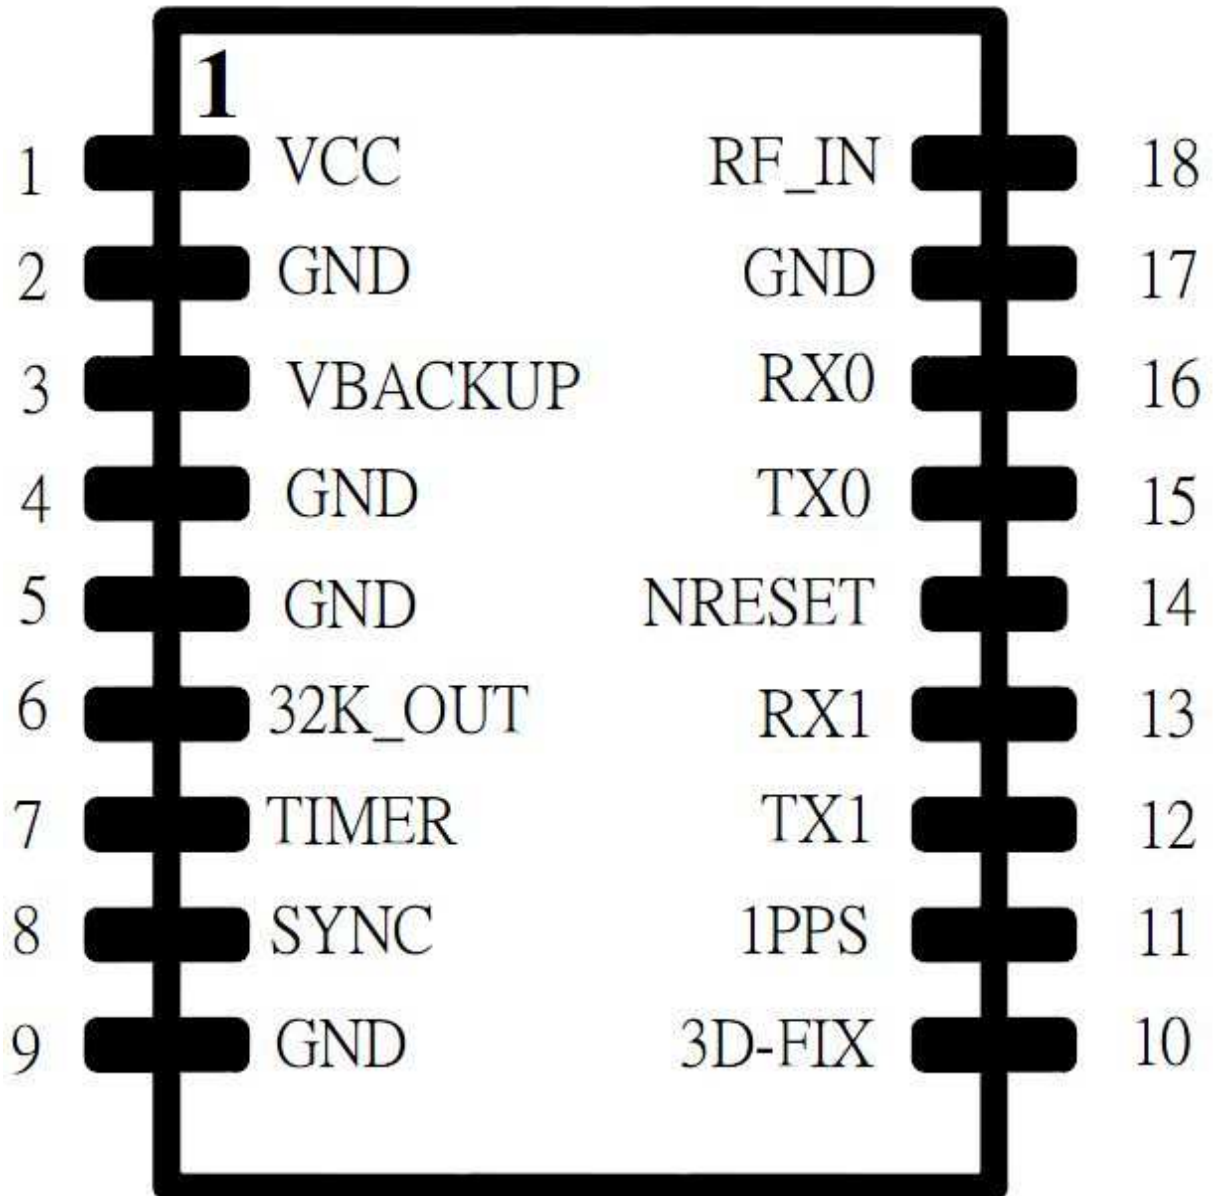 1
1 VCC RF_IN 18
2 GND GND 17
3 VBACKUP RX0 16
4 GND TX0 15
5 GND NRESET 14
6 32K_OUT RX1 13
7 TIMER TX1 12
8 SYNC 1PPS 11
9 GND 3D-FIX 10